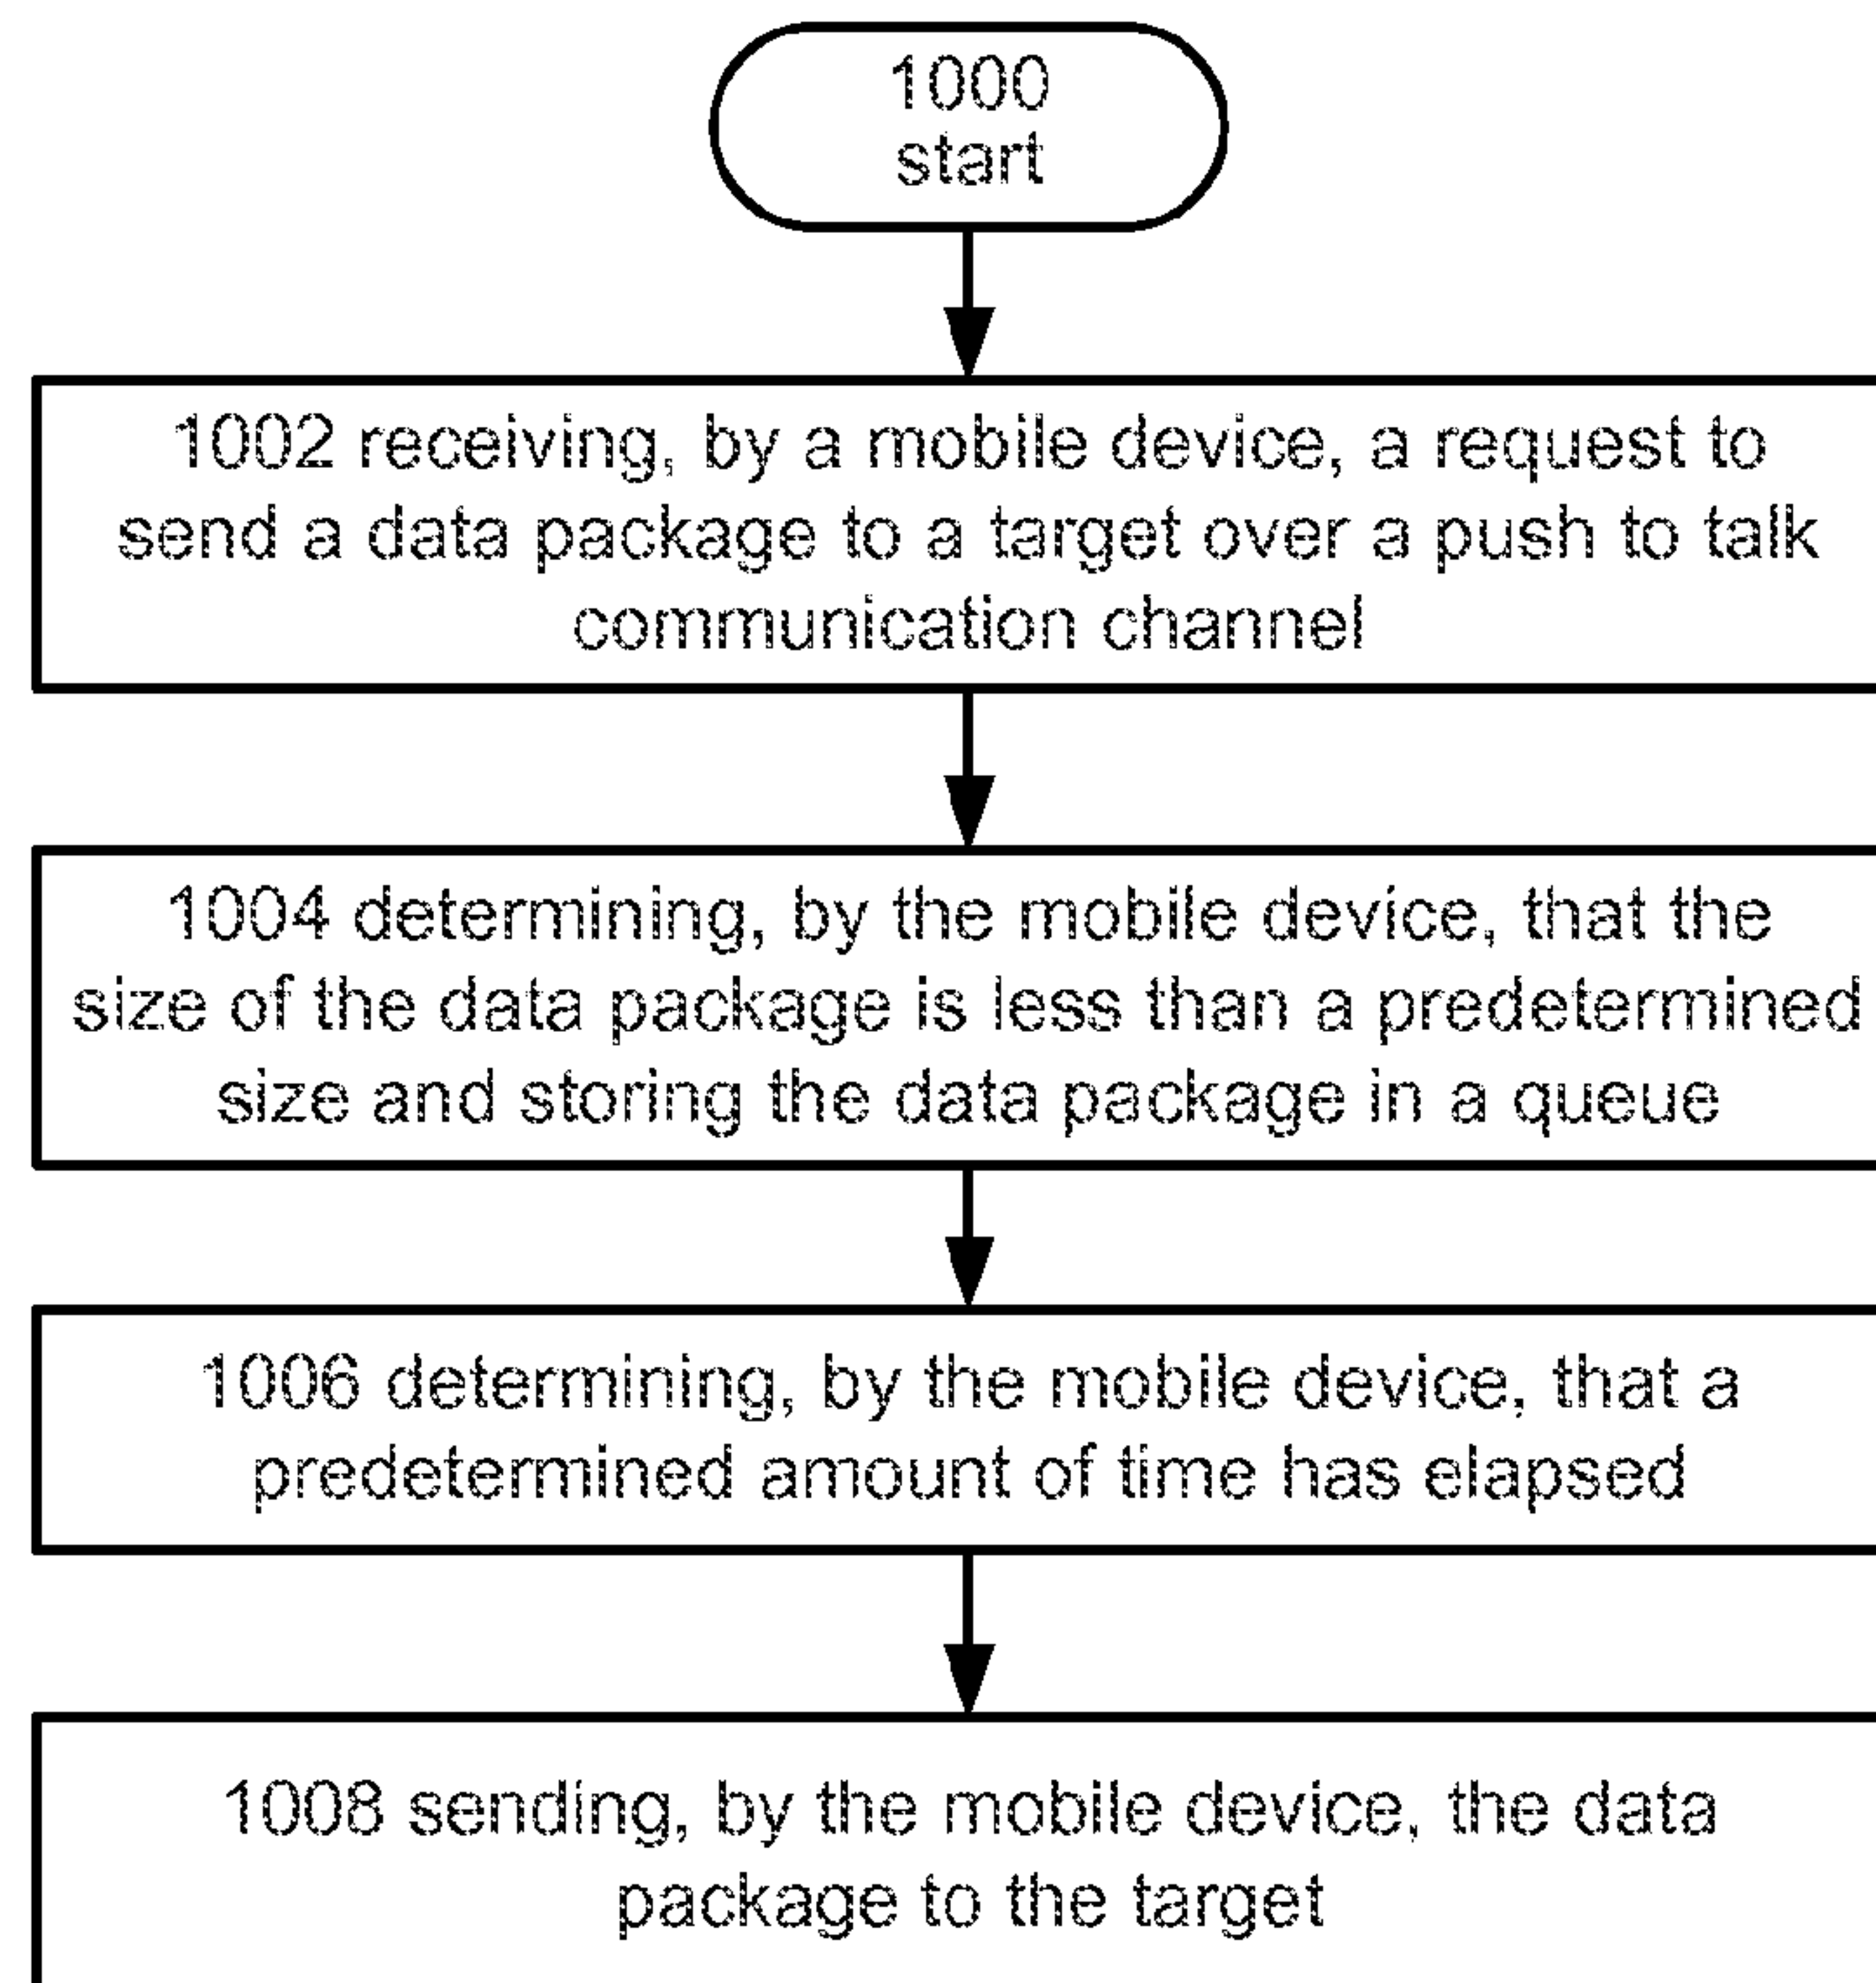 1000
start
1002 receiving, by a mobile device, a request to
send a data package to a target over a push to talk
communication channel
1004 determining, by the mobile device, that the
size of the data package is less than a predetermined
size and storing the data package in a queue
1006 determining, by the mobile device, that a
predetermined amount of time has elapsed
1008 sending, by the mobile device, the data
package to the target